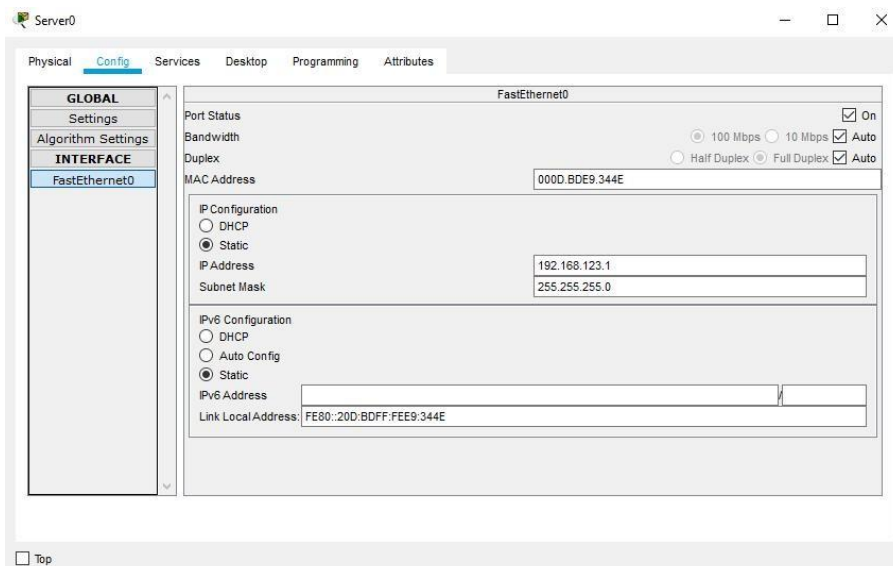 Server0
Physical Config Services Desktop Programming Attributes
GLOBAL
Settings
Algorithm Settings
INTERFACE
FastEthernet0
FastEthernet0
Port Status On
Bandwidth 100 Mbps 10 Mbps Auto
Duplex Half Duplex Full Duplex Auto
MAC Address 000D.BDE9.344E
IP Configuration
DHCP
Static
IP Address 192.168.123.1
Subnet Mask 255.255.255.0
IPv6 Configuration
DHCP
Auto Config
Static
IPv6 Address /
Link Local Address: FE80::20D:BDFF:FEE9:344E
Top